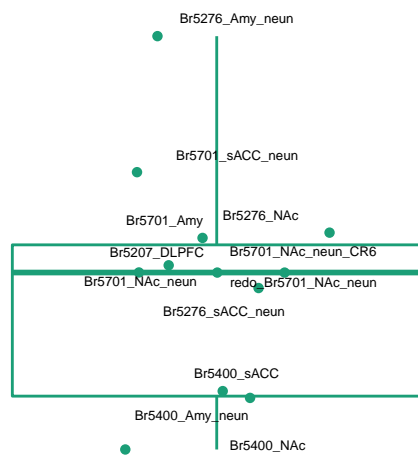 Br5276_Amy_neun
Br5701_sACC_neun
Br5276_NAc
Br5701_Amy
Br5207_DLPFC
Br5701_NAc_neun_CR6
Br5701_NAc_neun
redo_Br5701_NAc_neun
Br5276_sACC_neun
Br5400_sACC
Br5400_Amy_neun
Br5400_NAc